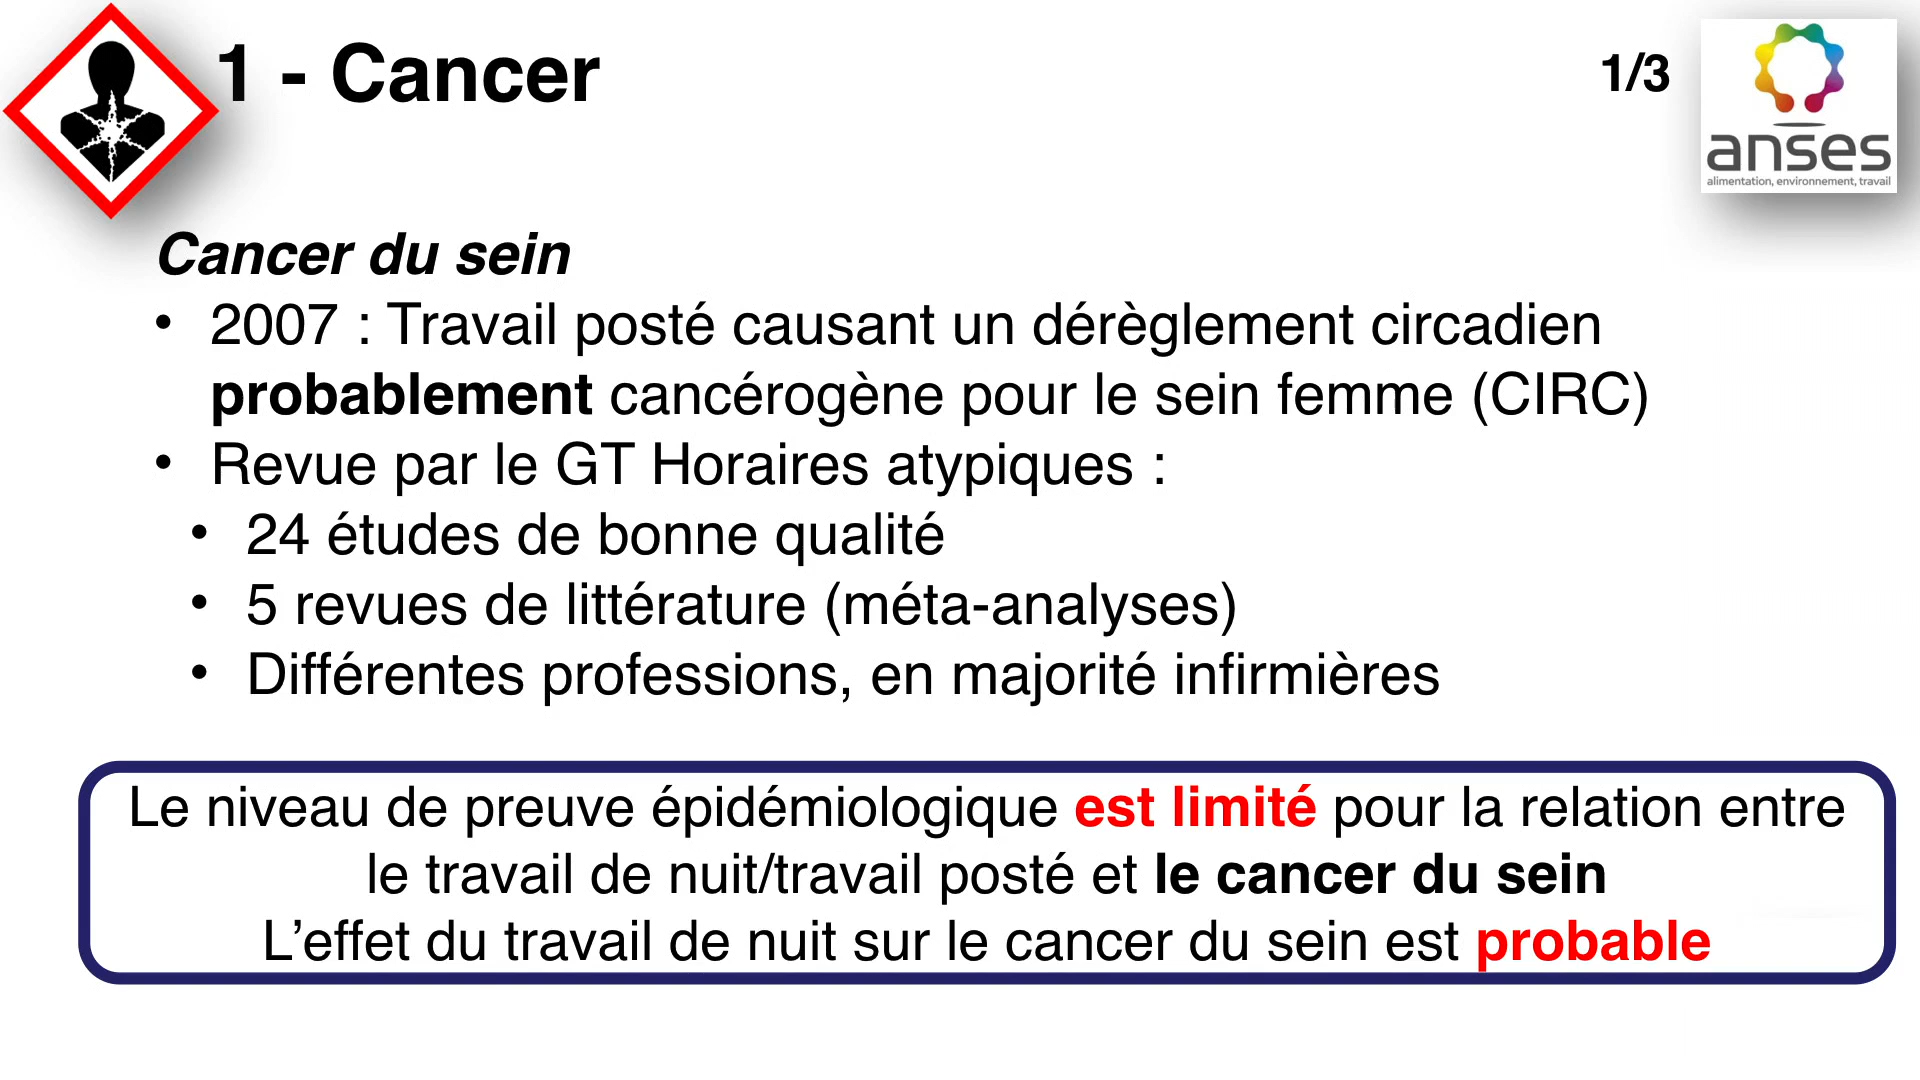 1 - Cancer
1/3
anses
alimentation, environnement, travail
Cancer du sein
• 2007 : Travail posté causant un dérèglement circadien
probablement cancérogène pour le sein femme (CIRC)
• Revue par le GT Horaires atypiques :
• 24 études de bonne qualité
• 5 revues de littérature (méta-analyses)
• Différentes professions, en majorité infirmières
Le niveau de preuve épidémiologique est limité pour la relation entre
le travail de nuit/travail posté et le cancer du sein
L’effet du travail de nuit sur le cancer du sein est probable